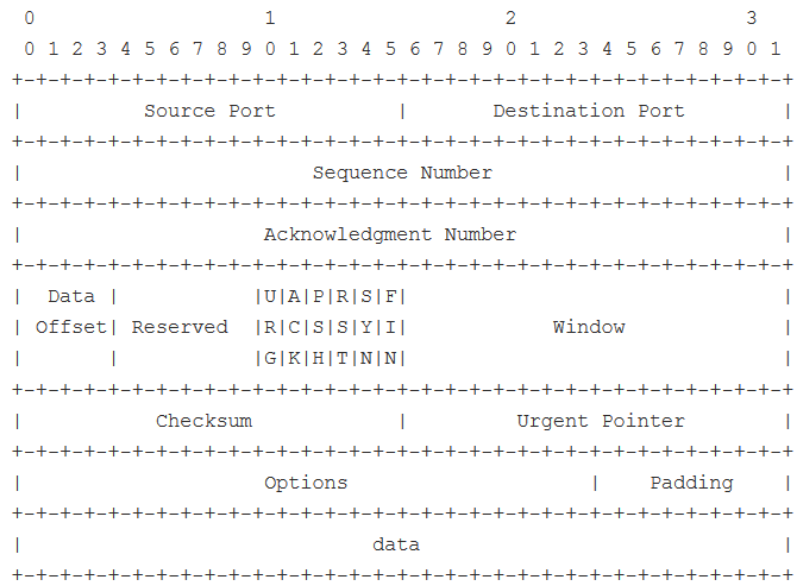 0                   1                   2                   3
 0 1 2 3 4 5 6 7 8 9 0 1 2 3 4 5 6 7 8 9 0 1 2 3 4 5 6 7 8 9 0 1
+-+-+-+-+-+-+-+-+-+-+-+-+-+-+-+-+-+-+-+-+-+-+-+-+-+-+-+-+-+-+-+-+
|          Source Port          |       Destination Port        |
+-+-+-+-+-+-+-+-+-+-+-+-+-+-+-+-+-+-+-+-+-+-+-+-+-+-+-+-+-+-+-+-+
|                        Sequence Number                        |
+-+-+-+-+-+-+-+-+-+-+-+-+-+-+-+-+-+-+-+-+-+-+-+-+-+-+-+-+-+-+-+-+
|                    Acknowledgment Number                      |
+-+-+-+-+-+-+-+-+-+-+-+-+-+-+-+-+-+-+-+-+-+-+-+-+-+-+-+-+-+-+-+-+
|  Data |           |U|A|P|R|S|F|                               |
| Offset| Reserved  |R|C|S|S|Y|I|            Window             |
|       |           |G|K|H|T|N|N|                               |
+-+-+-+-+-+-+-+-+-+-+-+-+-+-+-+-+-+-+-+-+-+-+-+-+-+-+-+-+-+-+-+-+
|           Checksum            |         Urgent Pointer        |
+-+-+-+-+-+-+-+-+-+-+-+-+-+-+-+-+-+-+-+-+-+-+-+-+-+-+-+-+-+-+-+-+
|                    Options                    |    Padding    |
+-+-+-+-+-+-+-+-+-+-+-+-+-+-+-+-+-+-+-+-+-+-+-+-+-+-+-+-+-+-+-+-+
|                             data                              |
+-+-+-+-+-+-+-+-+-+-+-+-+-+-+-+-+-+-+-+-+-+-+-+-+-+-+-+-+-+-+-+-+